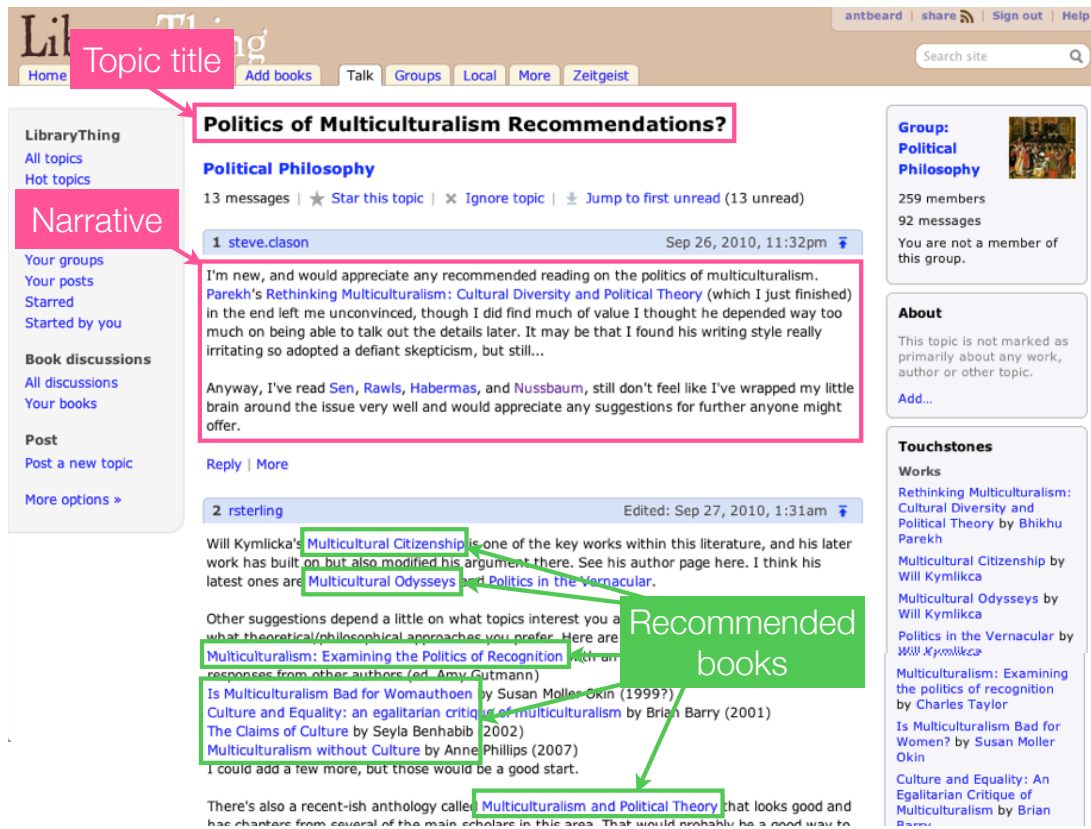 antbeard | share | Sign out | Help
Search site
Topic title
Home
Add books
Talk
Groups
Local
More
Zeitgeist
LibraryThing
All topics
Hot topics
Narrative
Your groups
Your posts
Starred
Started by you
Book discussions
All discussions
Your books
Post
Post a new topic
More options »
Politics of Multiculturalism Recommendations?
Political Philosophy
13 messages | Star this topic | Ignore topic | Jump to first unread (13 unread)
1 steve.clason Sep 26, 2010, 11:32pm
I'm new, and would appreciate any recommended reading on the politics of multiculturalism.
Parekh's Rethinking Multiculturalism: Cultural Diversity and Political Theory (which I just finished)
in the end left me unconvinced, though I did find much of value I thought he depended way too
much on being able to talk out the details later. It may be that I found his writing style really
irritating so adopted a defiant skepticism, but still...
Anyway, I've read Sen, Rawls, Habermas, and Nussbaum, still don't feel like I've wrapped my little
brain around the issue very well and would appreciate any suggestions for further anyone might
offer.
Reply | More
2 rsterling Edited: Sep 27, 2010, 1:31am
Will Kymlicka's Multicultural Citizenship is one of the key works within this literature, and his later
work has built on but also modified his argument there. See his author page here. I think his
latest ones are Multicultural Odysseys and Politics in the Vernacular.
Other suggestions depend a little on what topics interest you a
what theoretical/philosophical approaches you prefer. Here are
Multiculturalism: Examining the Politics of Recognition
responses from other authors (ed. Amy Gutmann)
Is Multiculturalism Bad for Womauthoen by Susan Moller Okin (1999?)
Culture and Equality: an egalitarian critique of multiculturalism by Brian Barry (2001)
The Claims of Culture by Seyla Benhabib (2002)
Multiculturalism without Culture by Anne Phillips (2007)
I could add a few more, but those would be a good start.
There's also a recent-ish anthology called Multiculturalism and Political Theory that looks good and
has chapters from several of the main scholars in this area. That would probably be a good way to
Recommended
books
Group:
Political
Philosophy
259 members
92 messages
You are not a member of
this group.
About
This topic is not marked as
primarily about any work,
author or other topic.
Add...
Touchstones
Works
Rethinking Multiculturalism:
Cultural Diversity and
Political Theory by Bhikhu
Parekh
Multicultural Citizenship by
Will Kymlikca
Multicultural Odysseys by
Will Kymlikca
Politics in the Vernacular by
Will Kymlikca
Multiculturalism: Examining
the politics of recognition
by Charles Taylor
Is Multiculturalism Bad for
Women? by Susan Moller
Okin
Culture and Equality: An
Egalitarian Critique of
Multiculturalism by Brian
Barry